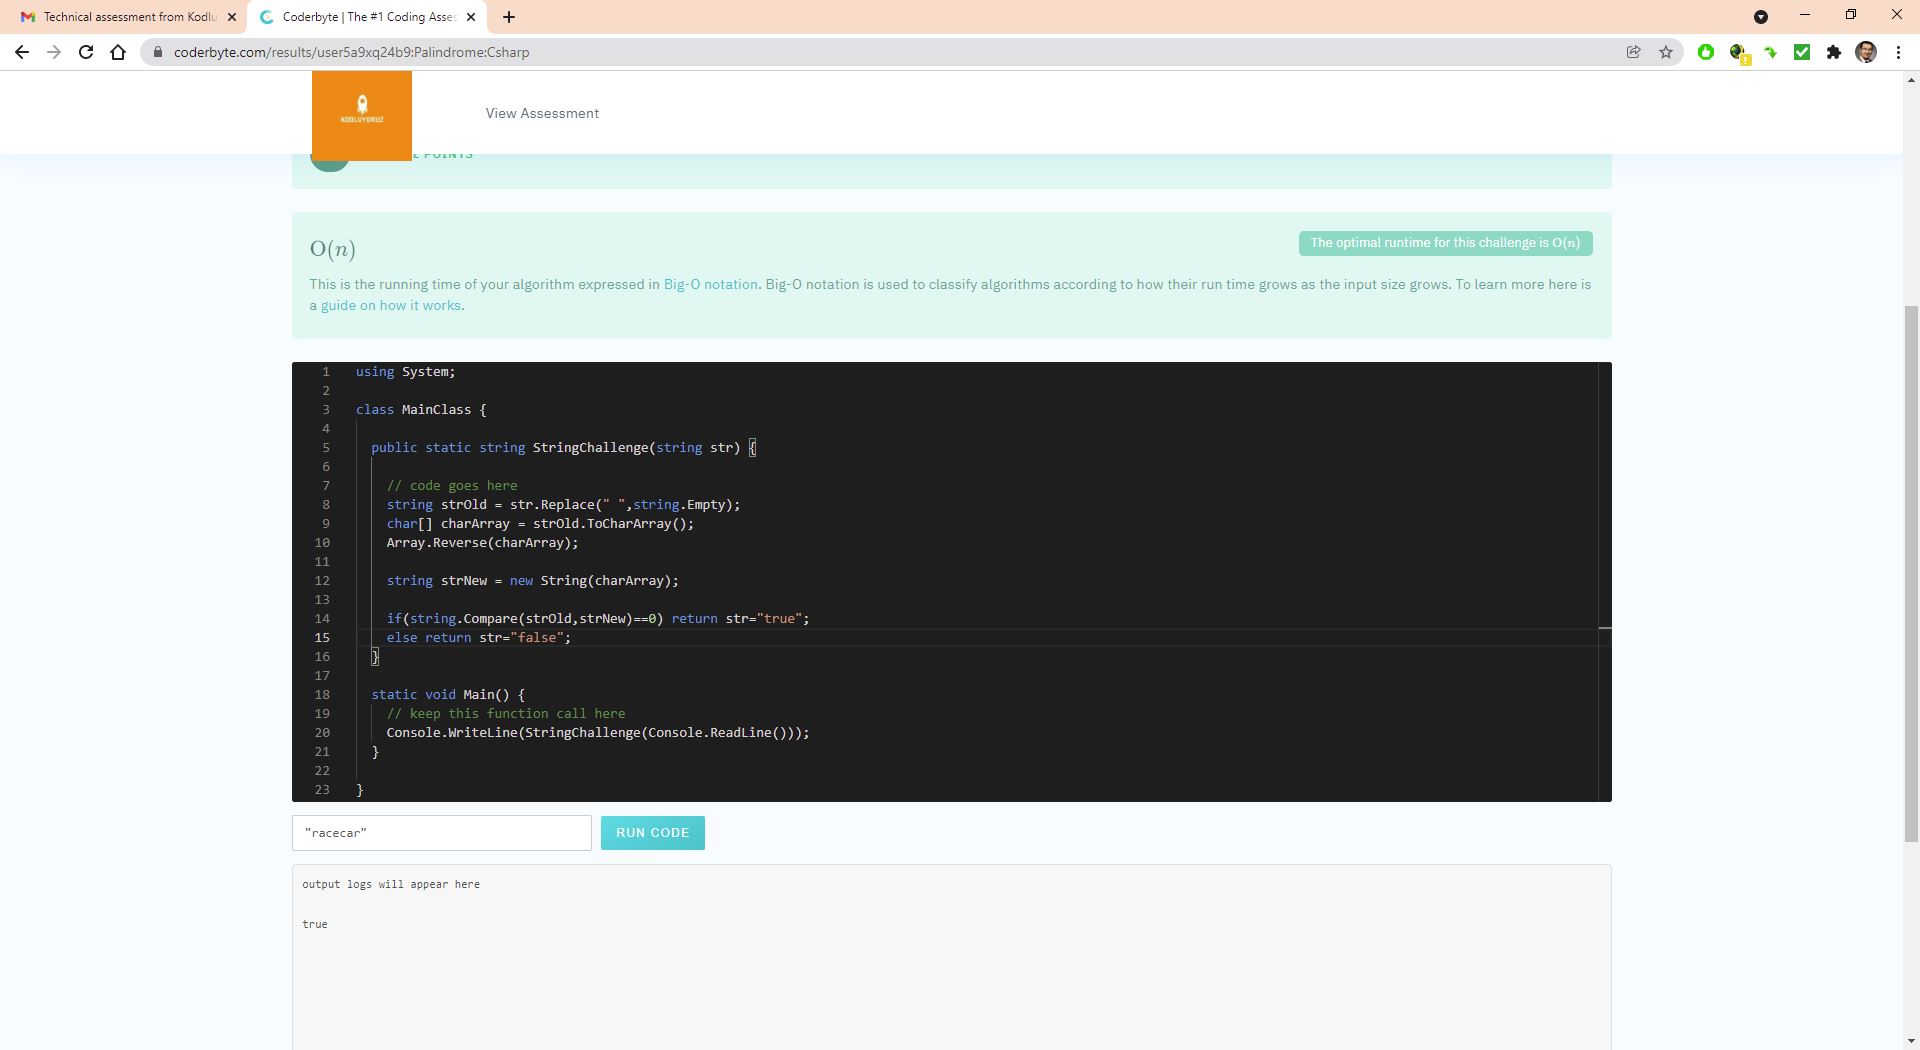 Technical assessment from Kodlu
Coderbyte | The #1 Coding Asses
coderbyte.com/results/user5a9xq24b9:Palindrome:Csharp
KODLUYORUZ
View Assessment
POINTS
O(n)
The optimal runtime for this challenge is O(n)
This is the running time of your algorithm expressed in Big-O notation. Big-O notation is used to classify algorithms according to how their run time grows as the input size grows. To learn more here is
a guide on how it works.
1 using System;
2
3 class MainClass {
4
5 public static string StringChallenge(string str) {
6
7 // code goes here
8 string strOld = str.Replace(" ",string.Empty);
9 char[] charArray = strOld.ToCharArray();
10 Array.Reverse(charArray);
11
12 string strNew = new String(charArray);
13
14 if(string.Compare(strOld,strNew)==0) return str="true";
15 else return str="false";
16 }
17
18 static void Main() {
19 // keep this function call here
20 Console.WriteLine(StringChallenge(Console.ReadLine()));
21 }
22
23 }
"racecar"
RUN CODE
output logs will appear here
true